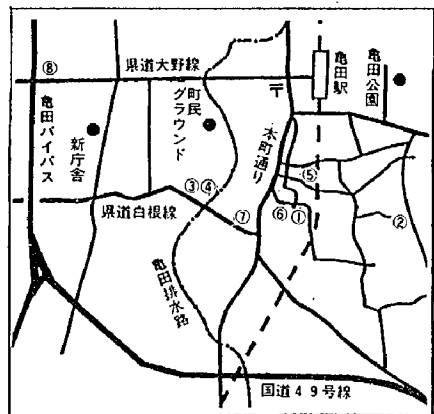 ⑧
県道大野線
亀田駅
亀田公園
亀田バイパス
新庁舎
町民グラウンド
〒
本町通り
③④
⑤
県道白根線
⑦
⑥
①
②
亀田排水路
国道49号線